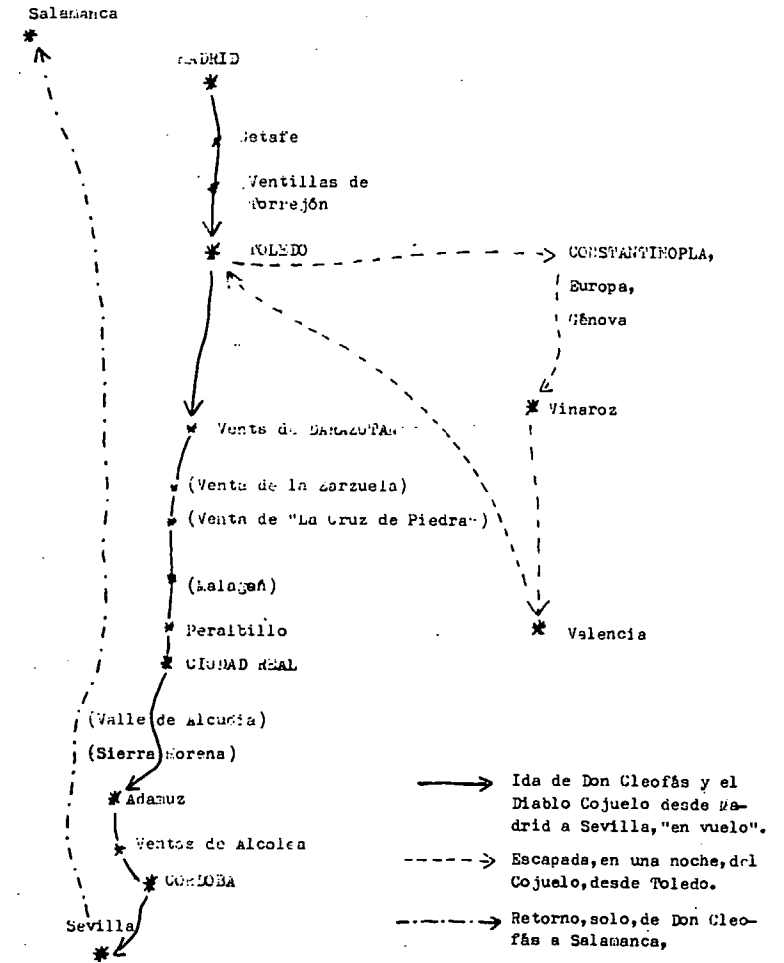 Salamanca
MADRID
Getafe
Ventillas de
Torrejón
TOLEDO
CONSTANTINOPLA,
Europa,
Génova
Vinaroz
Venta de DARAZUTAN
(Venta de la Zarzuela)
(Venta de "La Cruz de Piedra")
(Malagón)
Peralbillo
Valencia
CIUDAD REAL
(Valle de Alcudia)
(Sierra Morena)
Adamuz
Ventas de Alcolea
CORDOBA
Sevilla
Ida de Don Cleofás y el
Diablo Cojuelo desde Ma-
drid a Sevilla,"en vuelo".
Escapada,en una noche,del
Cojuelo,desde Toledo.
Retorno,solo,de Don Cleo-
fás a Salamanca,